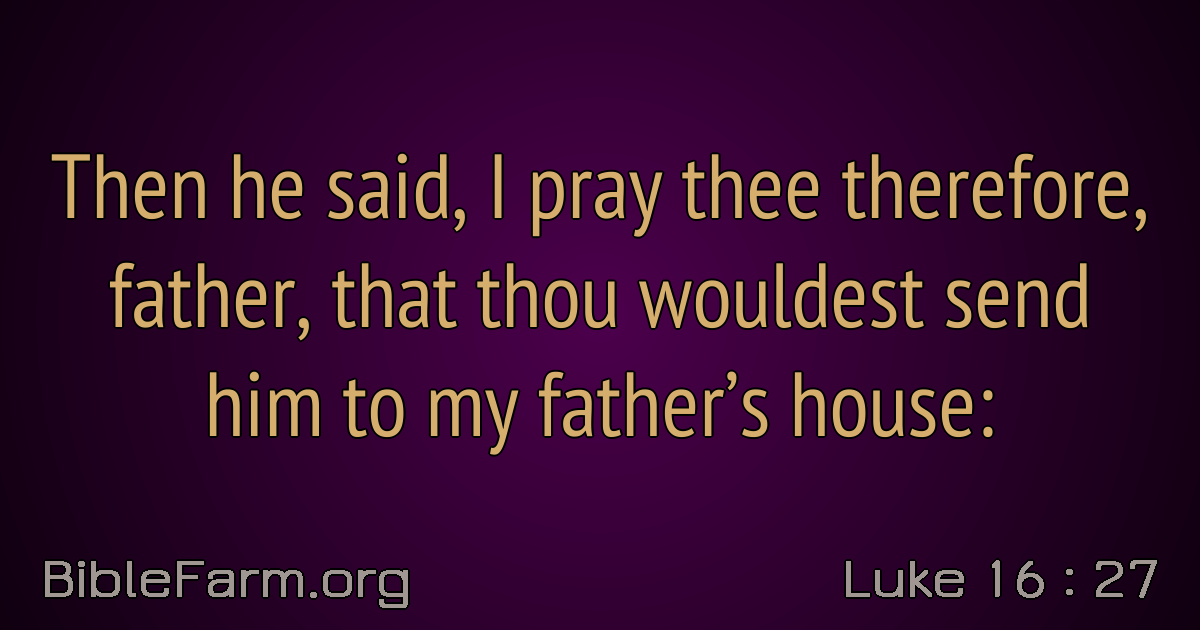 Then he said, I pray thee therefore,
father, that thou wouldest send
him to my father’s house:
BibleFarm.org
Luke 16 : 27